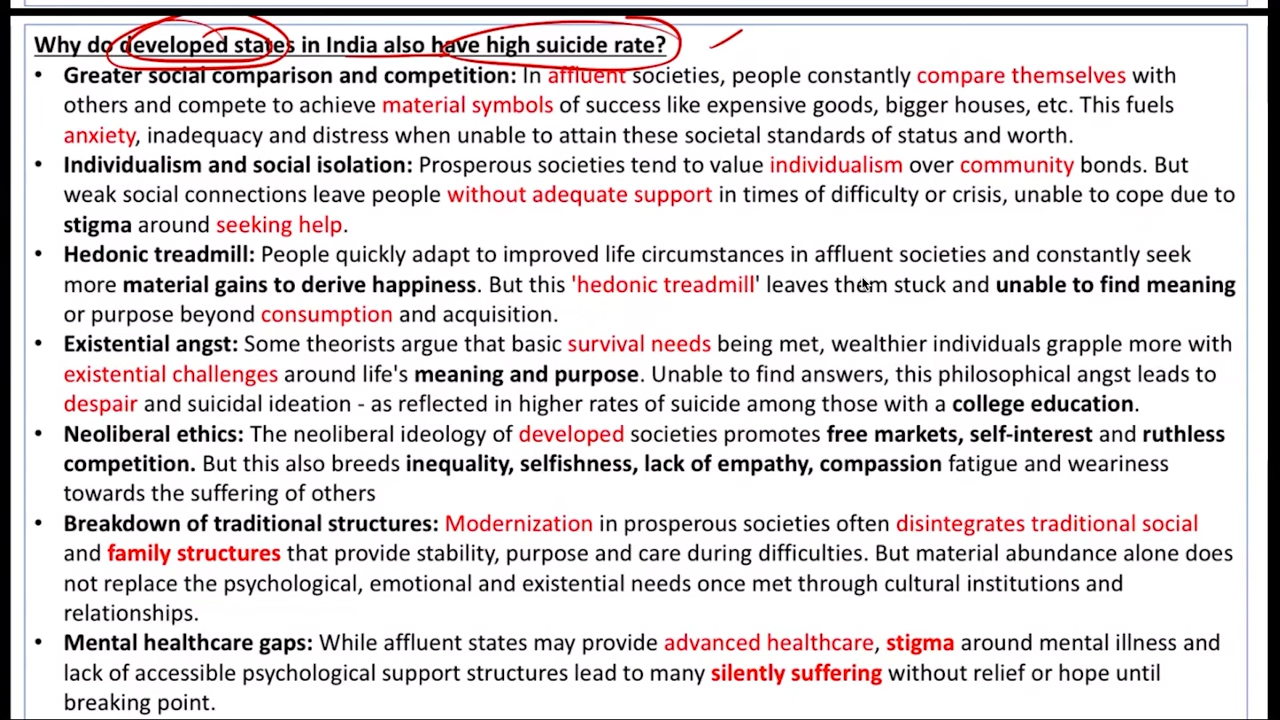 Why do developed states in India also have high suicide rate?
• Greater social comparison and competition: In affluent societies, people constantly compare themselves with
others and compete to achieve material symbols of success like expensive goods, bigger houses, etc. This fuels
anxiety, inadequacy and distress when unable to attain these societal standards of status and worth.
• Individualism and social isolation: Prosperous societies tend to value individualism over community bonds. But
weak social connections leave people without adequate support in times of difficulty or crisis, unable to cope due to
stigma around seeking help.
• Hedonic treadmill: People quickly adapt to improved life circumstances in affluent societies and constantly seek
more material gains to derive happiness. But this 'hedonic treadmill' leaves them stuck and unable to find meaning
or purpose beyond consumption and acquisition.
• Existential angst: Some theorists argue that basic survival needs being met, wealthier individuals grapple more with
existential challenges around life's meaning and purpose. Unable to find answers, this philosophical angst leads to
despair and suicidal ideation - as reflected in higher rates of suicide among those with a college education.
• Neoliberal ethics: The neoliberal ideology of developed societies promotes free markets, self-interest and ruthless
competition. But this also breeds inequality, selfishness, lack of empathy, compassion fatigue and weariness
towards the suffering of others
• Breakdown of traditional structures: Modernization in prosperous societies often disintegrates traditional social
and family structures that provide stability, purpose and care during difficulties. But material abundance alone does
not replace the psychological, emotional and existential needs once met through cultural institutions and
relationships.
• Mental healthcare gaps: While affluent states may provide advanced healthcare, stigma around mental illness and
lack of accessible psychological support structures lead to many silently suffering without relief or hope until
breaking point.